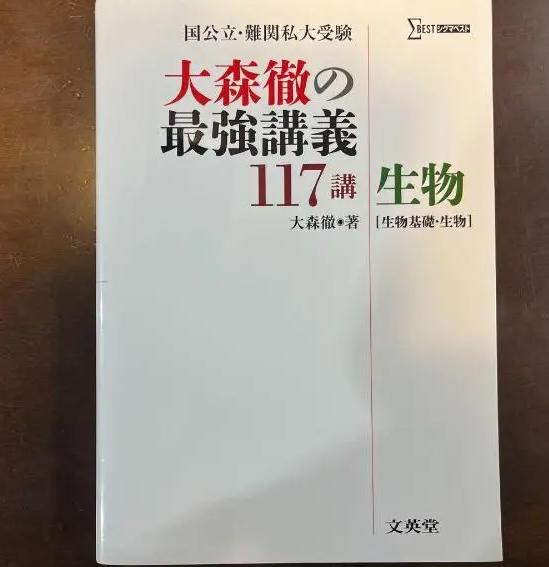 ΣBEST シグマベスト
国公立・難関私大受験
大森徹の
最強講義
117講
生物
大森徹◉著
[生物基礎・生物]
文英堂